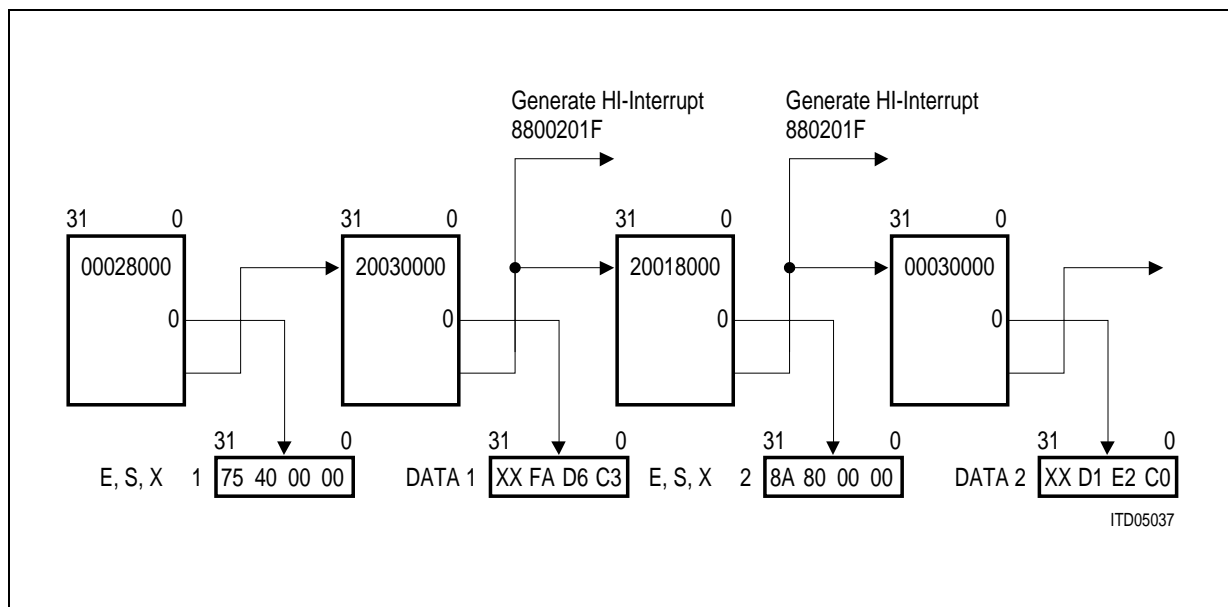 Generate HI-Interrupt Generate HI-Interrupt
8800201F 880201F
31 0 31 0 31 0 31 0
00028000 20030000 20018000 00030000
0 0 0 0
31 0 31 0 31 0 31 0
E, S, X 1 75 40 00 00 DATA 1 XX FA D6 C3 E, S, X 2 8A 80 00 00 DATA 2 XX D1 E2 C0
ITD05037